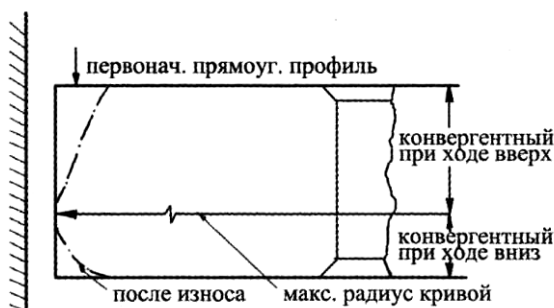 первонач. прямоуг. профиль
конвергентный
при ходе вверх
конвергентный
при ходе вниз
после износа
макс. радиус кривой